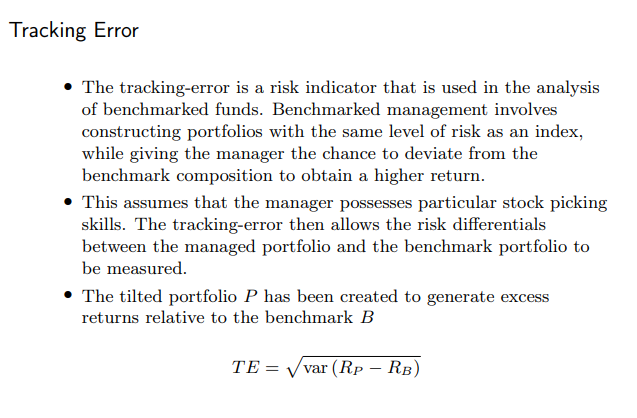 Tracking Error
• The tracking-error is a risk indicator that is used in the analysis
of benchmarked funds. Benchmarked management involves
constructing portfolios with the same level of risk as an index,
while giving the manager the chance to deviate from the
benchmark composition to obtain a higher return.
• This assumes that the manager possesses particular stock picking
skills. The tracking-error then allows the risk differentials
between the managed portfolio and the benchmark portfolio to
be measured.
• The tilted portfolio P has been created to generate excess
returns relative to the benchmark B
TE = √var (R_P − R_B)